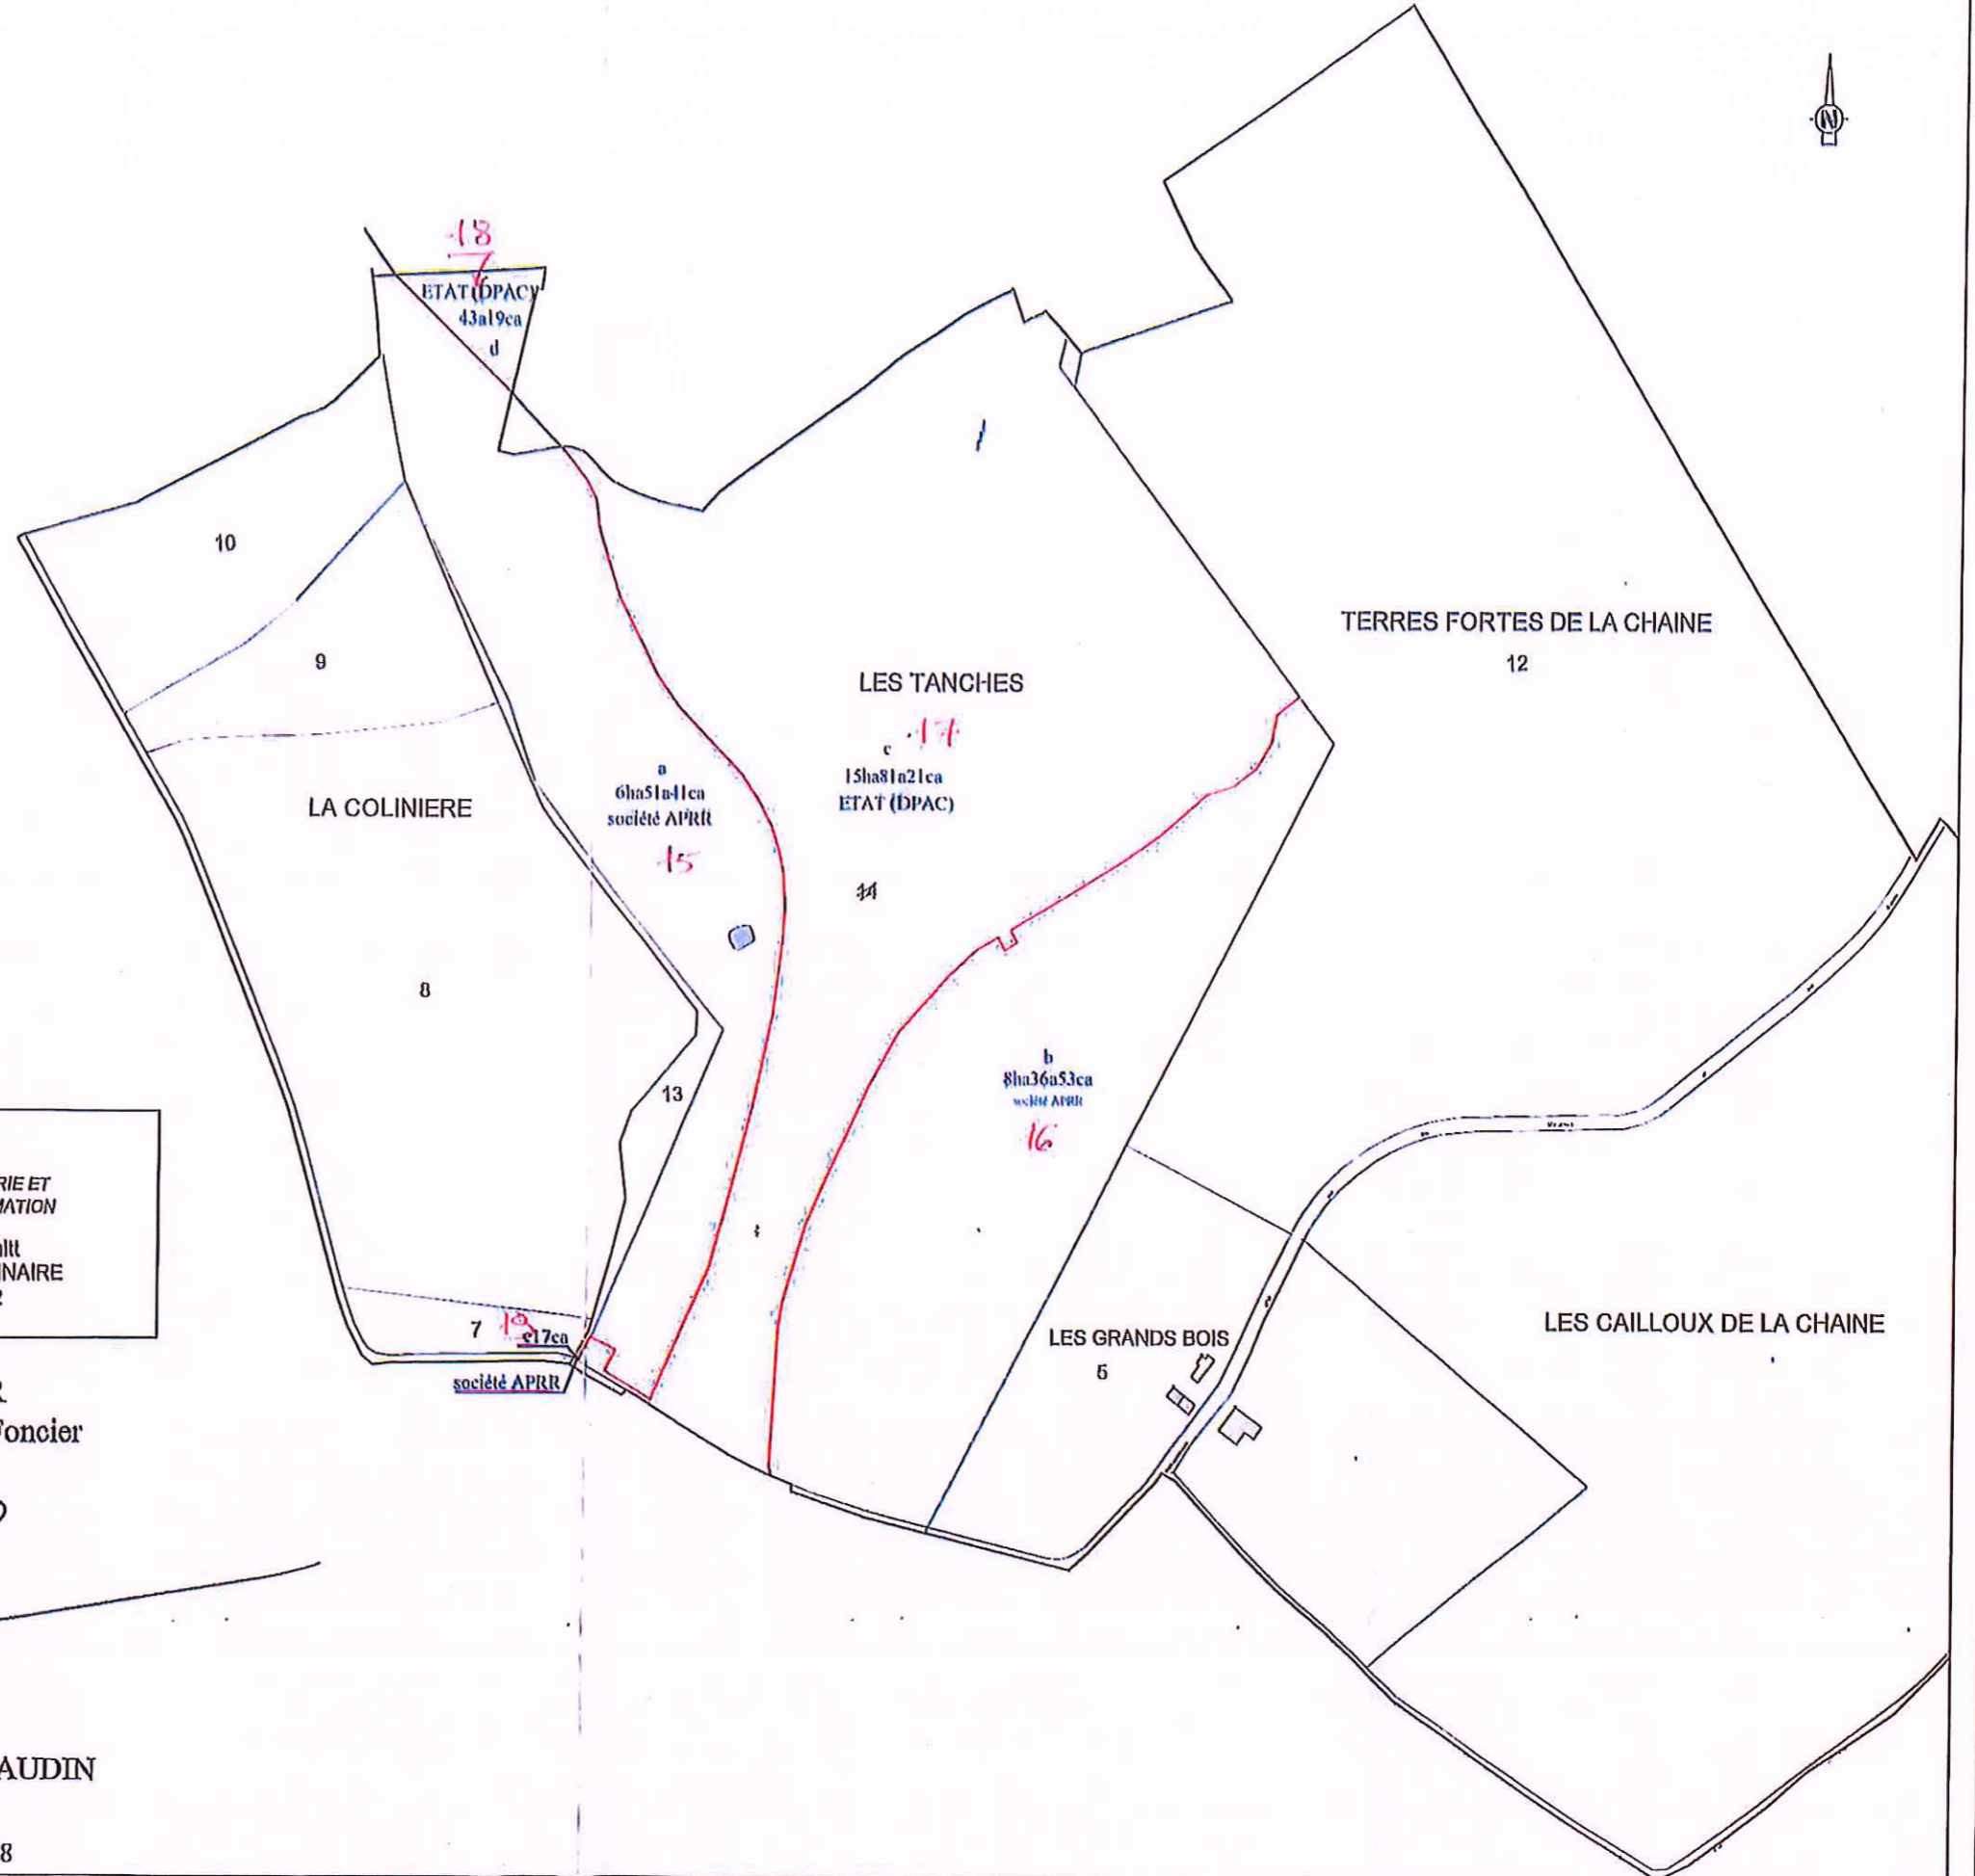 N
18
ETAT (DPAC)
43a19ca
d
10
TERRES FORTES DE LA CHAINE
12
9
LES TANCHES
c 17
a
6ha51a41ca
société APRR
15
15ha81a21ca
ETAT (DPAC)
LA COLINIERE
14
8
b
8ha36a53ca
société APRR
16
13
RIE ET
MATION
INAIRE
7 19
e17ca
société APRR
LES GRANDS BOIS
LES CAILLOUX DE LA CHAINE
R
Foncier
AUDIN
8